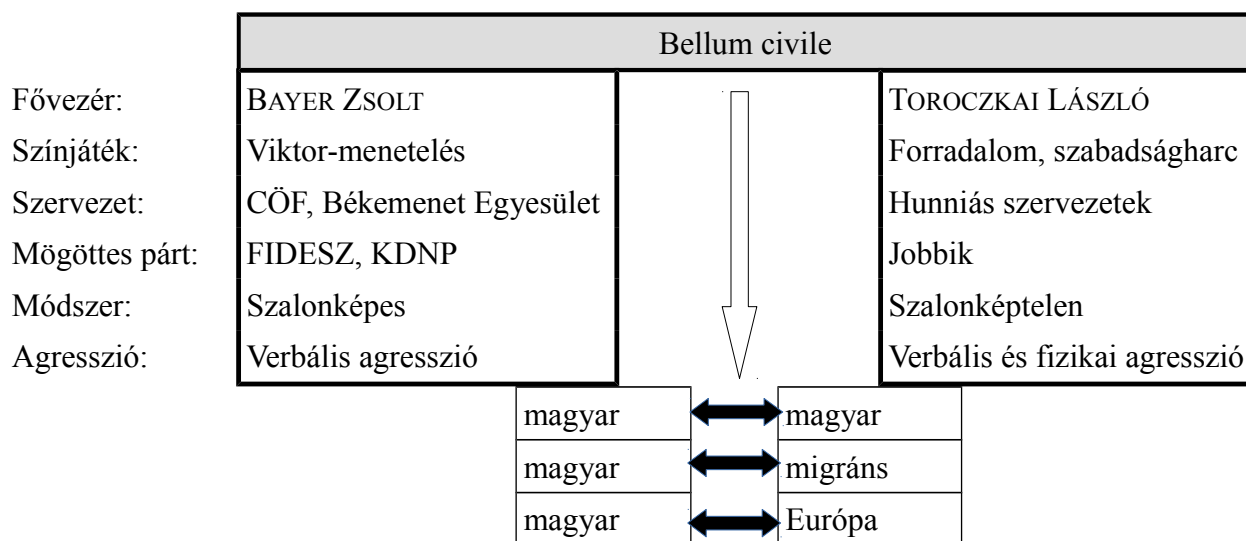 Bellum civile
Fővezér: BAYER ZSOLT TOROCZKAI LÁSZLÓ
Színjáték: Viktor-menetelés Forradalom, szabadságharc
Szervezet: CÖF, Békemenet Egyesület Hunniás szervezetek
Mögöttes párt: FIDESZ, KDNP Jobbik
Módszer: Szalonképes Szalonképtelen
Agresszió: Verbális agresszió Verbális és fizikai agresszió
magyar magyar
magyar migráns
magyar Európa